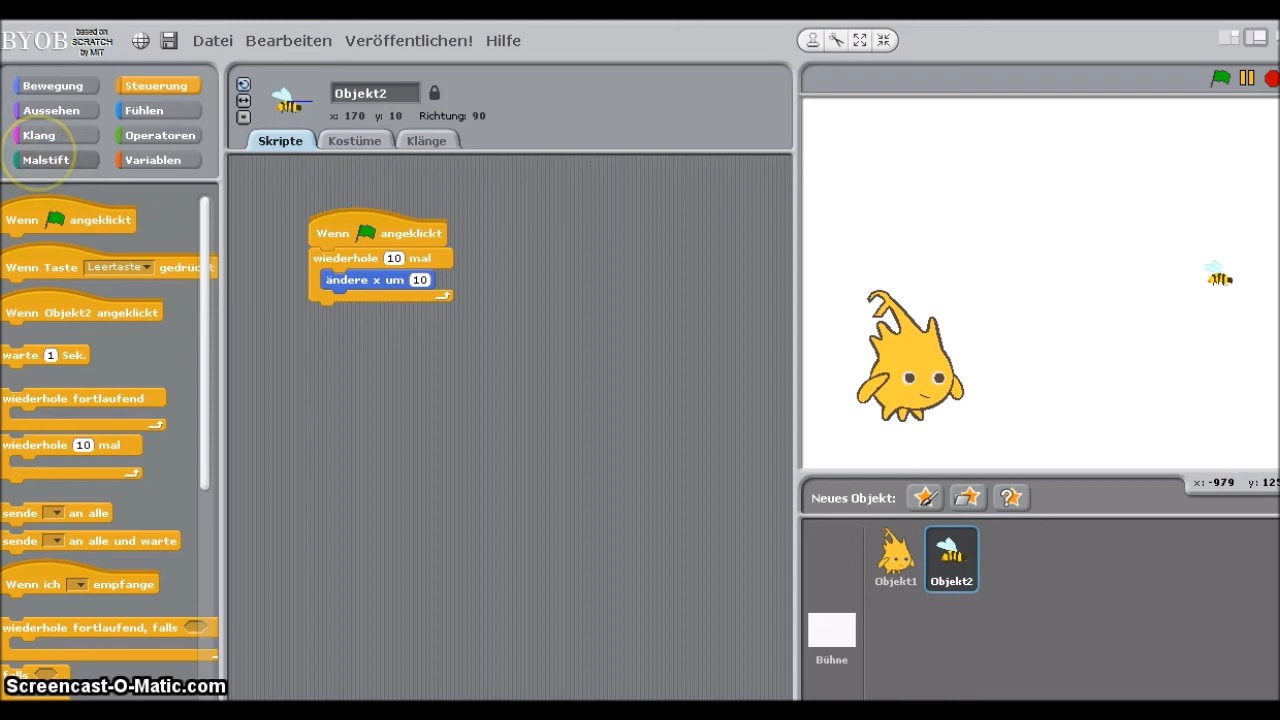 BYOB based on SCRATCH by MIT
Datei Bearbeiten Veröffentlichen! Hilfe
Bewegung Steuerung
Aussehen Fühlen
Klang Operatoren
Malstift Variablen
Objekt2
x: 170 y: 10 Richtung: 90
Skripte Kostüme Klänge
Wenn angeklickt
Wenn Taste Leertaste gedrückt
Wenn Objekt2 angeklickt
warte 1 Sek.
wiederhole fortlaufend
wiederhole 10 mal
sende an alle
sende an alle und warte
Wenn ich empfange
wiederhole fortlaufend, falls
falls
Wenn angeklickt
wiederhole 10 mal
ändere x um 10
x: -979 y: 125
Neues Objekt:
Objekt1 Objekt2
Bühne
Screencast-O-Matic.com